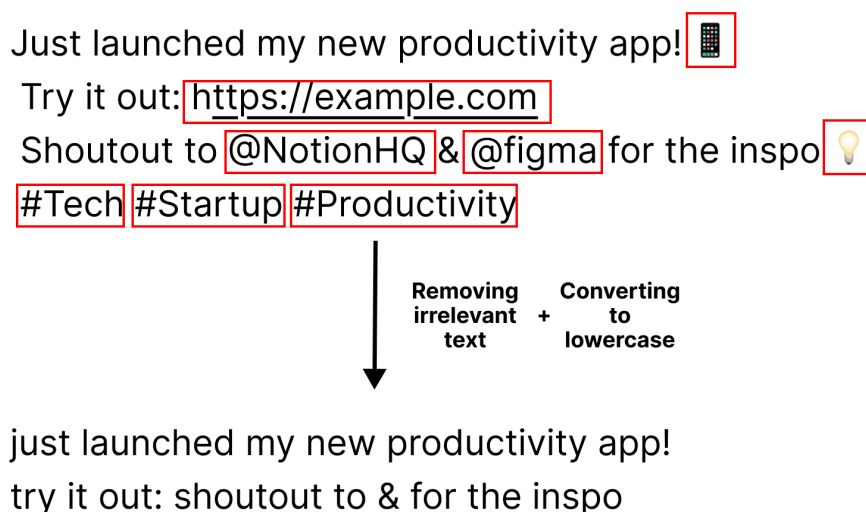 Just launched my new productivity app! 📱
Try it out: https://example.com
Shoutout to @NotionHQ & @figma for the inspo 💡
#Tech #Startup #Productivity
Removing irrelevant text + Converting to lowercase
just launched my new productivity app!
try it out: shoutout to & for the inspo